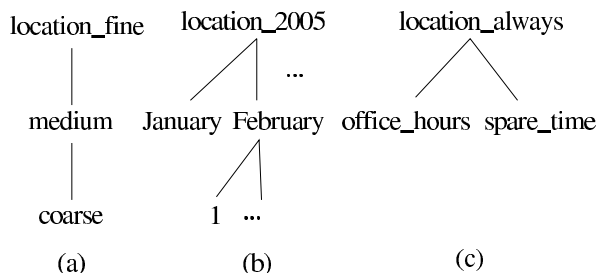 location_fine
location_2005
location_always
...
medium
January
February
office_hours
spare_time
coarse
1
...
(a)
(b)
(c)